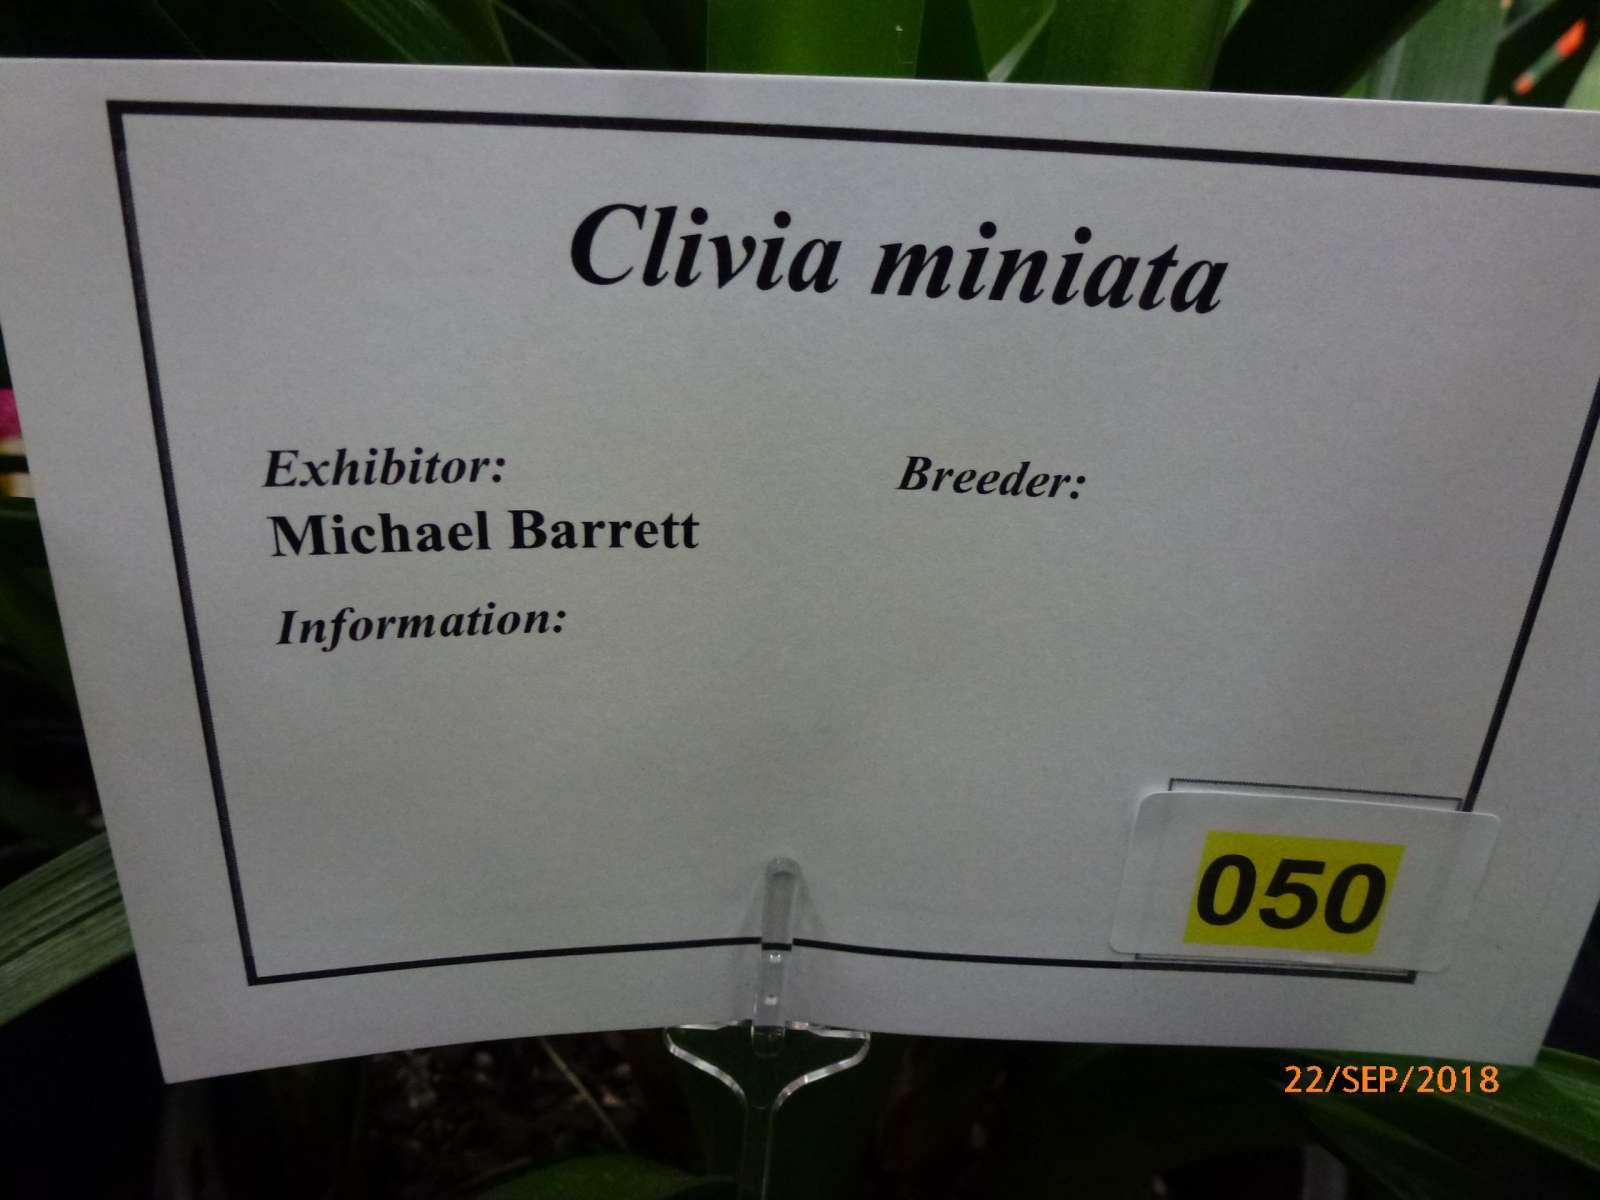 Clivia miniata
Exhibitor:
Breeder:
Michael Barrett
Information:
050
22/SEP/2018